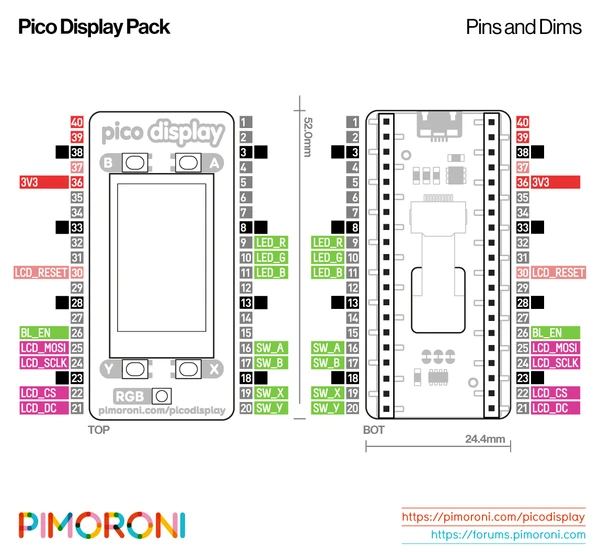 Pico Display Pack
Pins and Dims
pico display
B A
Y X
RGB
pimoroni.com/picodisplay
TOP
40 1
39 2
38 3
37 4
3V3 36 5
35 6
34 7
33 8
32 9 LED_R
31 10 LED_G
LCD_RESET 30 11 LED_B
29 12
28 13
27 14
BL_EN 26 15
LCD_MOSI 25 16 SW_A
LCD_SCLK 24 17 SW_B
23 18
LCD_CS 22 19 SW_X
LCD_DC 21 20 SW_Y
52.0mm
1 40
2 39
3 38
4 37
5 36 3V3
6 35
7 34
8 33
LED_R 9 32
LED_G 10 31
LED_B 11 30 LCD_RESET
12 29
13 28
14 27
15 26 BL_EN
SW_A 16 25 LCD_MOSI
SW_B 17 24 LCD_SCLK
18 23
SW_X 19 22 LCD_CS
SW_Y 20 21 LCD_DC
BOT
24.4mm
PIMORONI
https://pimoroni.com/picodisplay
https://forums.pimoroni.com